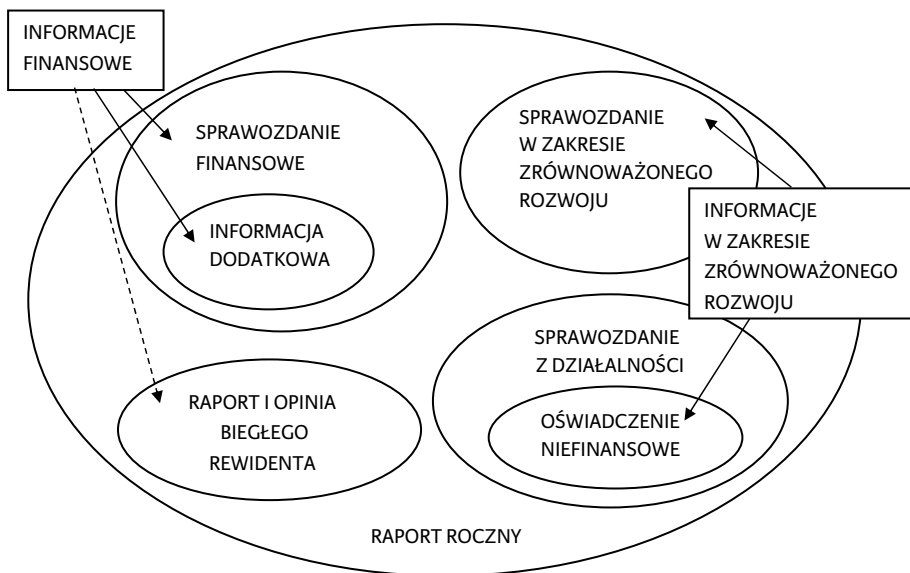 INFORMACJE
FINANSOWE
SPRAWOZDANIE
FINANSOWE
INFORMACJA
DODATKOWA
SPRAWOZDANIE
W ZAKRESIE
ZRÓWNOWAŻONEGO
ROZWOJU
INFORMACJE
W ZAKRESIE
ZRÓWNOWAŻONEGO
ROZWOJU
SPRAWOZDANIE
Z DZIAŁALNOŚCI
OŚWIADCZENIE
NIEFINANSOWE
RAPORT I OPINIA
BIEGŁEGO
REWIDENTA
RAPORT ROCZNY